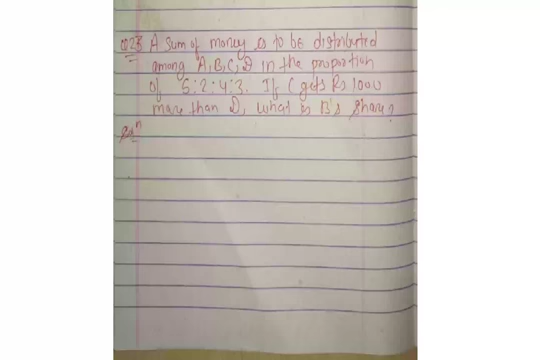 Q23 A sum of money is to be distributed
among A, B, C, D in the proportion
of 5 : 2 : 4 : 3. If C gets Rs 1000
more than D, what is B's share?
Solⁿ